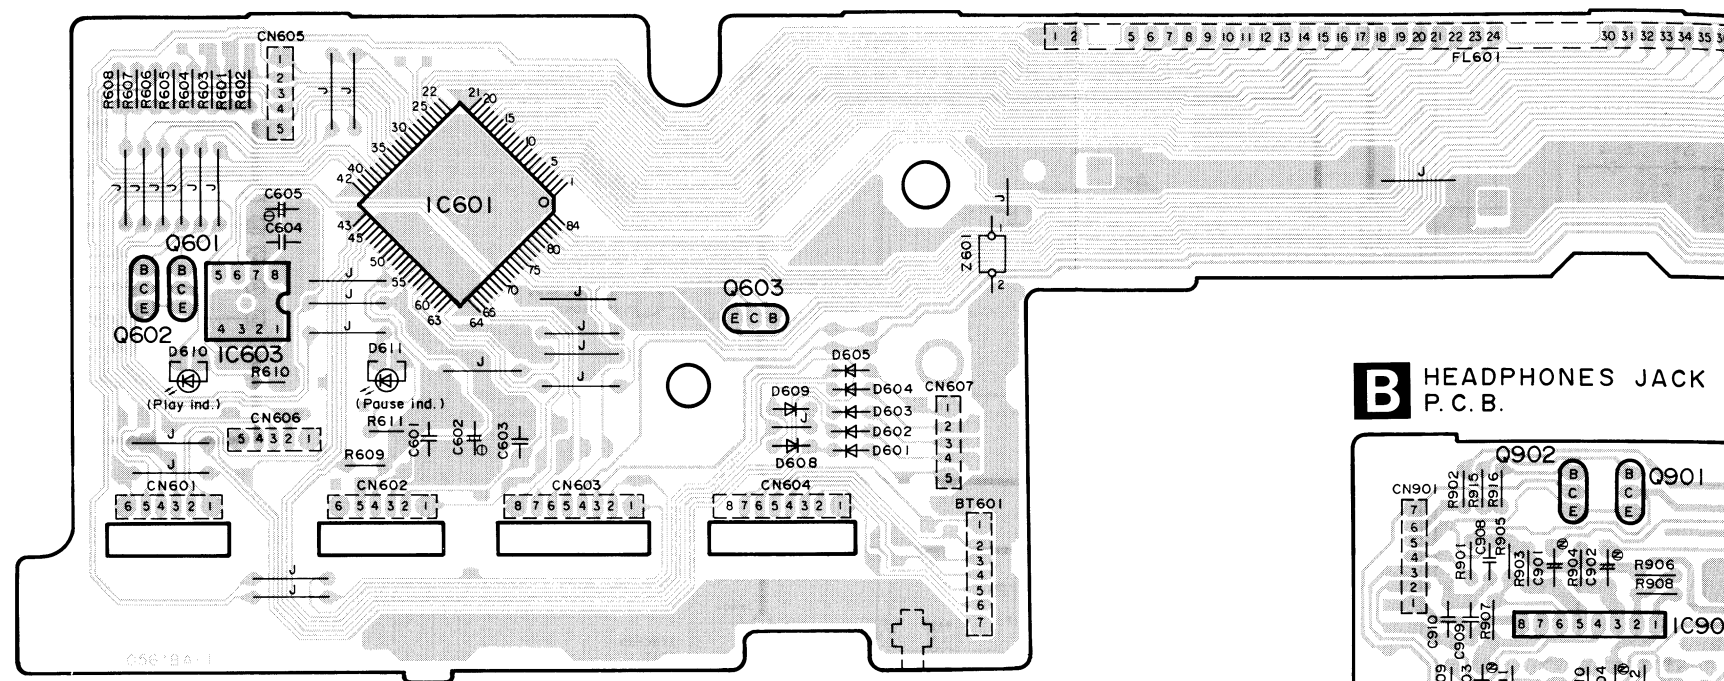 CN605
1
2
3
4
5
R608
R607
R606
R605
R604
R603
R601
R602
J J
22 21
25 20
30 15
35 10
40 5
42 1
IC601
43 84
45 80
50 75
55 70
60 65
63 64
J J J J J J
C605
C604
Q601
B C E
B C E
Q602
5 6 7 8
4 3 2 1
IC603
J
J
J
D610
(Play ind.)
R610
D611
(Pause ind.)
R611
CN606
5 4 3 2 1
J
J
R609
C601
C602
C603
J
J
J
J
J
Q603
E C B
CN601
6 5 4 3 2 1
CN602
6 5 4 3 2 1
CN603
8 7 6 5 4 3 2 1
CN604
8 7 6 5 4 3 2 1
J
J
D605
D604
D603
D602
D601
D609
J
D608
CN607
1
2
3
4
5
BT601
1
2
3
4
5
6
7
J
Z601
1
2
1 2 5 6 7 8 9 10 11 12 13 14 15 16 17 18 19 20 21 22 23 24 30 31 32 33 34 35
FL601
J
B HEADPHONES JACK
P.C.B.
Q902
B C E
Q901
B C E
CN901
7
6
5
4
3
2
1
R902
R915
R916
R901
C908
R905
R903
C901
N
R904
C902
N
R906
R908
C910
C909
R907
8 7 6 5 4 3 2 1